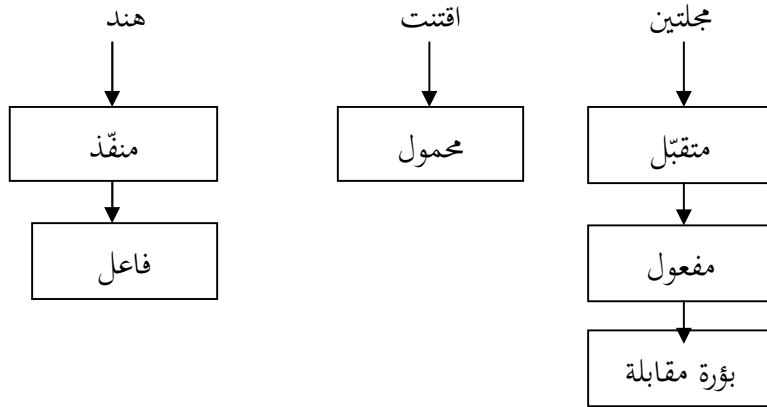 مجلتين اقتنت هند
متقبّل محمول منفّذ
مفعول فاعل
بؤرة مقابلة